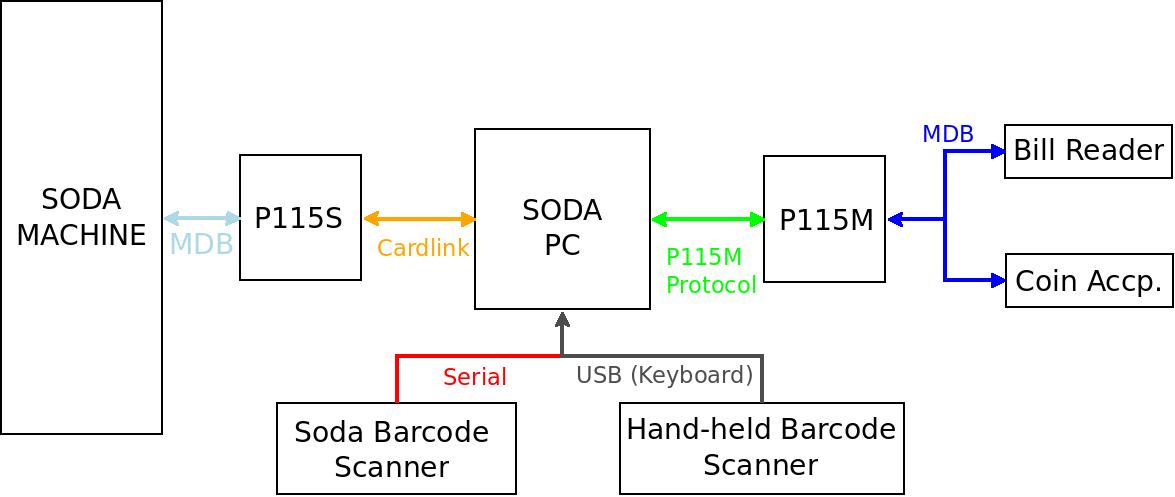 SODA
MACHINE
MDB
P115S
Cardlink
SODA
PC
P115M
Protocol
P115M
MDB
Bill Reader
Coin Accp.
Serial
USB (Keyboard)
Soda Barcode
Scanner
Hand-held Barcode
Scanner